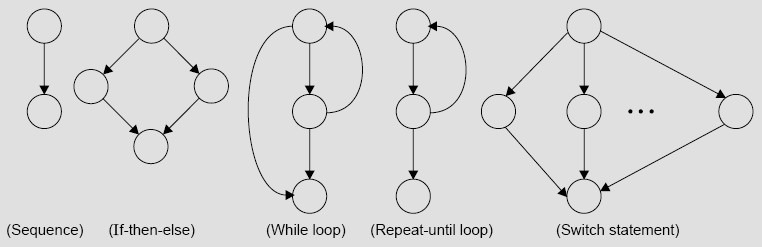 (Sequence) (If-then-else) (While loop) (Repeat-until loop) (Switch statement)